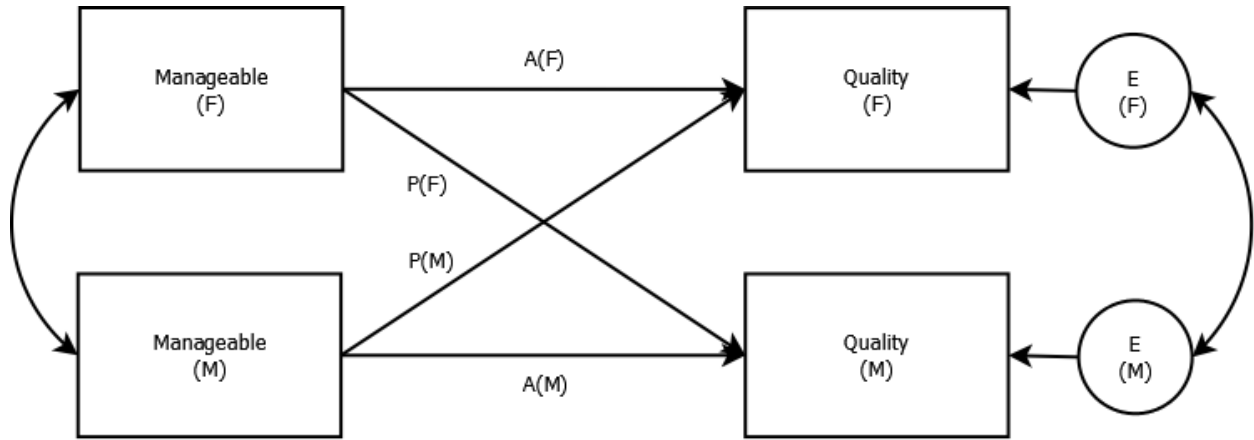 Manageable
(F)
A(F)
Quality
(F)
E
(F)
P(F)
P(M)
Manageable
(M)
A(M)
Quality
(M)
E
(M)